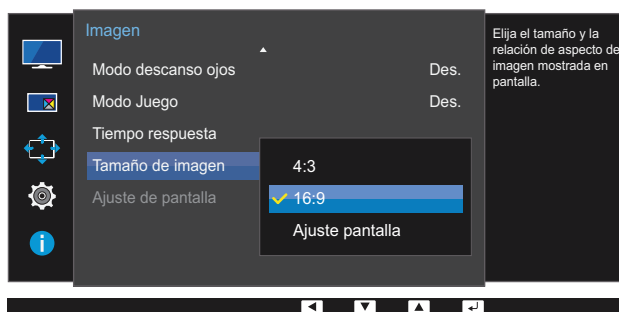 Imagen
Modo descanso ojos Des.
Modo Juego Des.
Tiempo respuesta
Tamaño de imagen
Ajuste de pantalla
4:3
16:9
Ajuste pantalla
Elija el tamaño y la
relación de aspecto de
imagen mostrada en
pantalla.